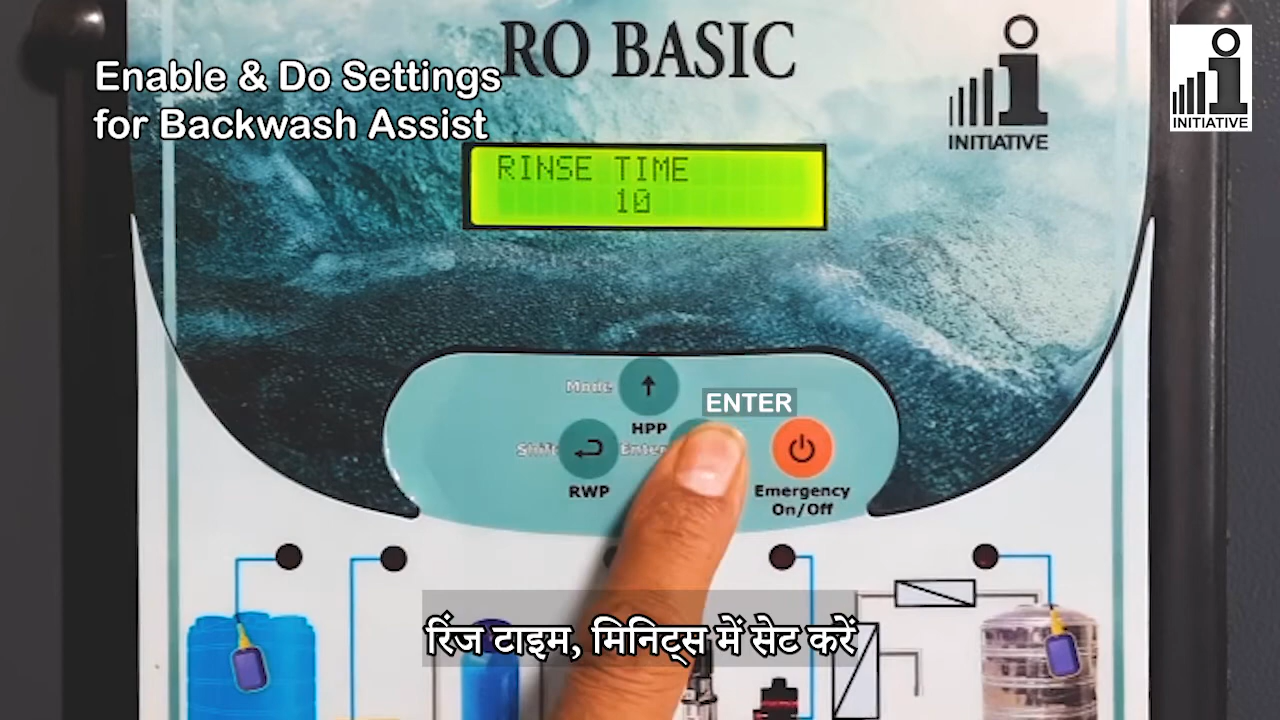 RO BASIC
Enable & Do Settings
for Backwash Assist
INITIATIVE
INITIATIVE
RINSE TIME
10
Mode
HPP
ENTER
Shift
Enter
RWP
Emergency
On/Off
रिंज टाइम, मिनिट्स में सेट करें